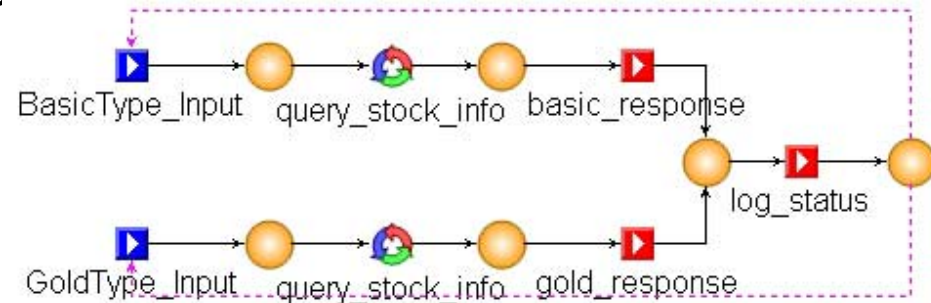 BasicType_Input
query_stock_info
basic_response
log_status
GoldType_Input
query_stock_info
gold_response